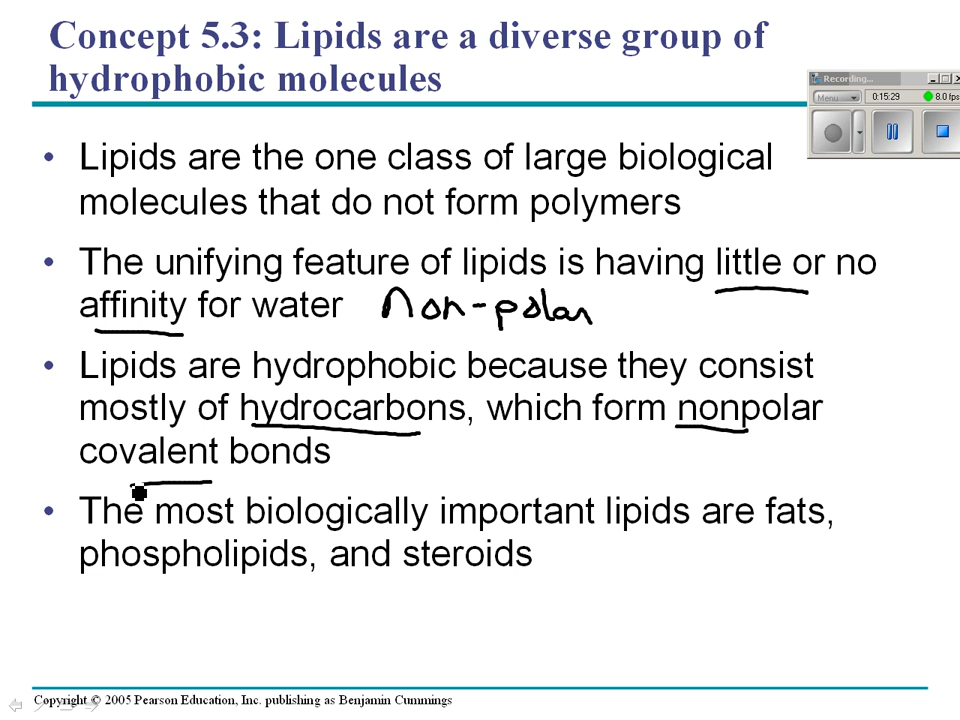 Concept 5.3: Lipids are a diverse group of
hydrophobic molecules
Recording...
Menu
0:15:29
8.0 fps
• Lipids are the one class of large biological
molecules that do not form polymers
• The unifying feature of lipids is having little or no
affinity for water Non-polar
• Lipids are hydrophobic because they consist
mostly of hydrocarbons, which form nonpolar
covalent bonds
• The most biologically important lipids are fats,
phospholipids, and steroids
Copyright © 2005 Pearson Education, Inc. publishing as Benjamin Cummings